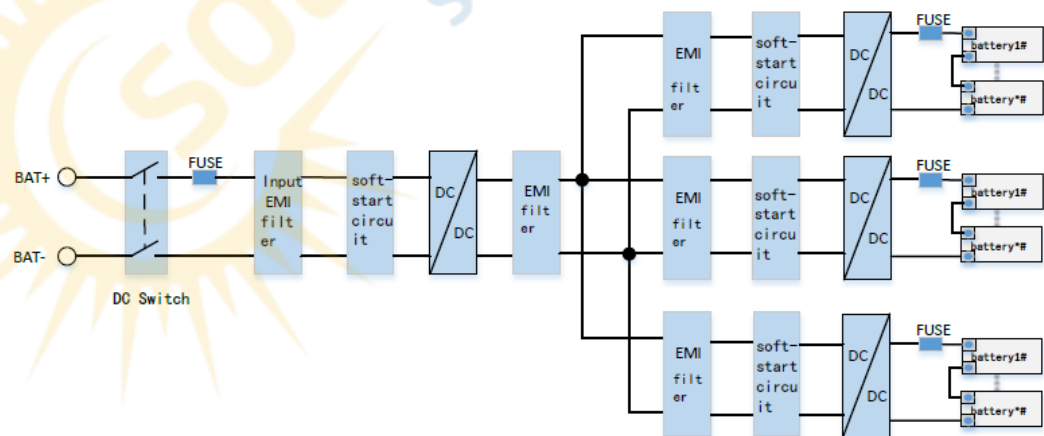 FUSE
EMI
filt
er
soft-
start
circu
it
DC
DC
battery1#
battery*#
BAT+
BAT-
DC Switch
FUSE
Input
EMI
filt
er
soft-
start
circu
it
DC
DC
EMI
filt
er
EMI
filt
er
soft-
start
circu
it
DC
DC
FUSE
battery1#
battery*#
EMI
filt
er
soft-
start
circu
it
DC
DC
FUSE
battery1#
battery*#